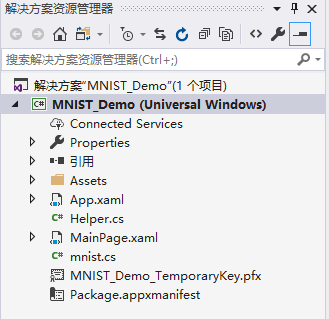 解决方案资源管理器
搜索解决方案资源管理器(Ctrl+;)
解决方案"MNIST_Demo"(1 个项目)
C# MNIST_Demo (Universal Windows)
Connected Services
Properties
引用
Assets
App.xaml
C# Helper.cs
MainPage.xaml
C# mnist.cs
MNIST_Demo_TemporaryKey.pfx
Package.appxmanifest